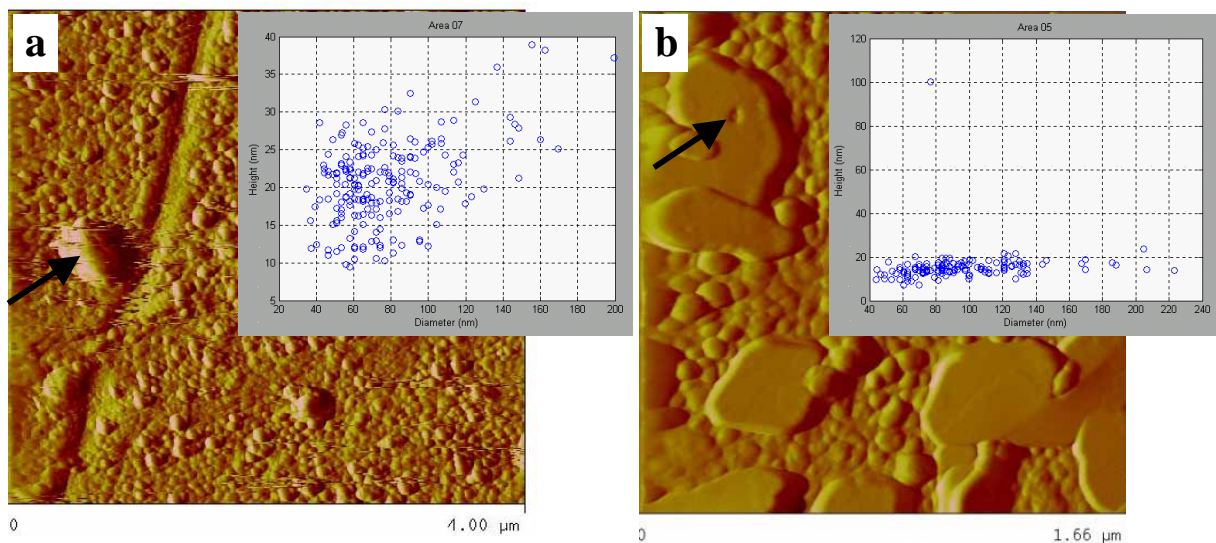 a
Area 07
40
35
30
25
20
15
10
5
Height (nm)
20 40 60 80 100 120 140 160 180 200
Diameter (nm)
0 4.00 µm
b
Area 05
120
100
80
60
40
20
0
Height (nm)
40 60 80 100 120 140 160 180 200 220 240
Diameter (nm)
0 1.66 µm